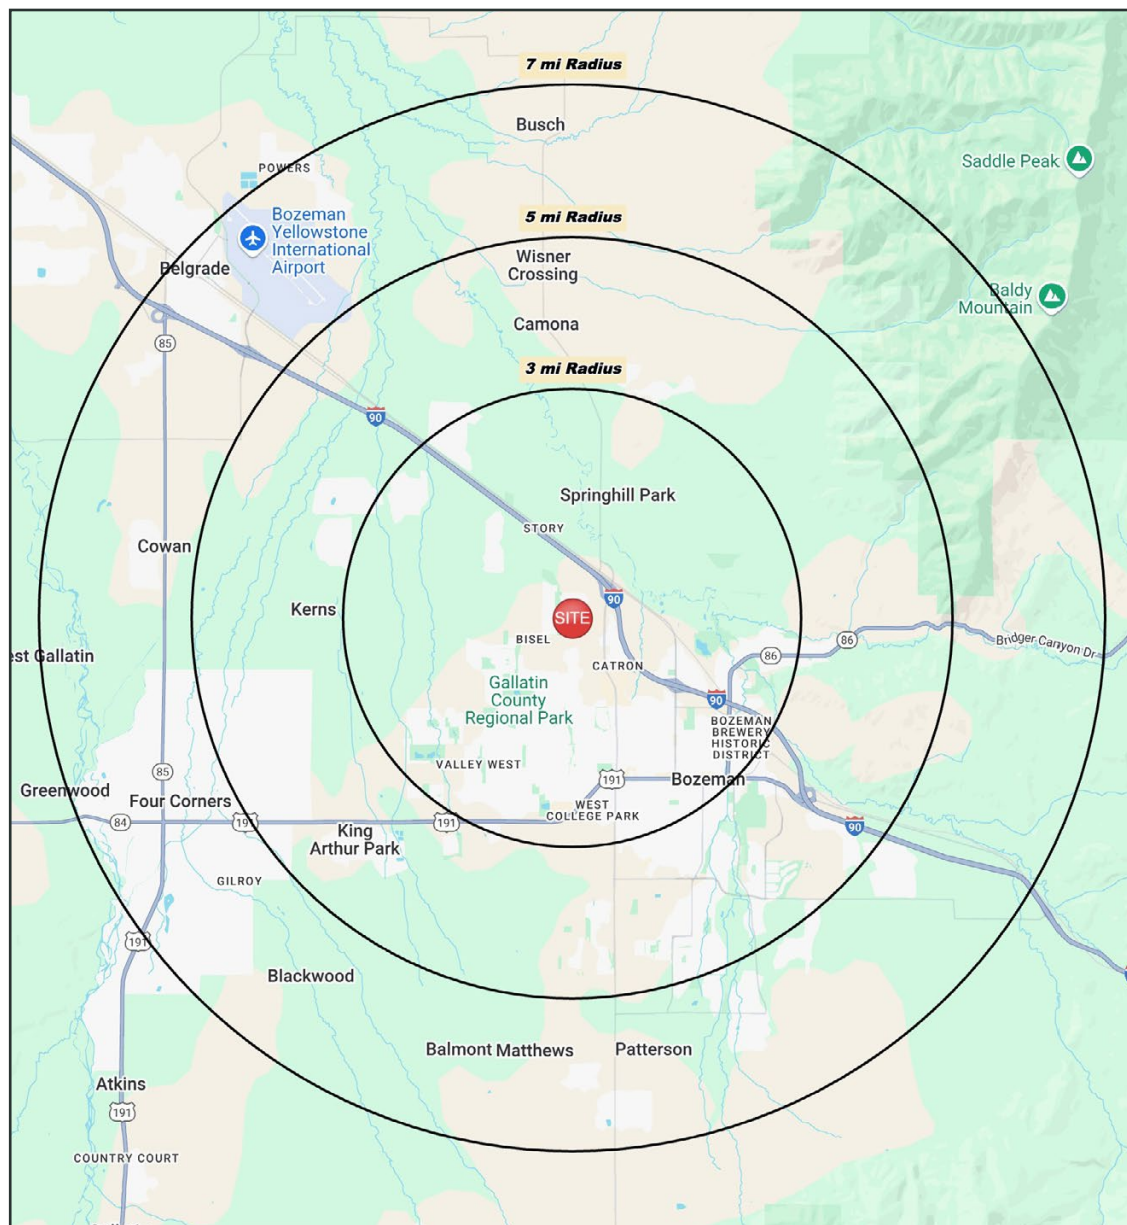 7 mi Radius
Busch
Saddle Peak
POWERS
Bozeman
Yellowstone
International
Airport
5 mi Radius
Belgrade
Wisner
Crossing
Baldy
Mountain
Camona
85
3 mi Radius
90
Springhill Park
STORY
Cowan
90
Kerns
SITE
BISEL
86
86
Bridger Canyon Dr
est Gallatin
CATRON
Gallatin
County
Regional Park
90
BOZEMAN
BREWERY
HISTORIC
DISTRICT
VALLEY WEST
85
191
Bozeman
Greenwood
Four Corners
WEST
COLLEGE PARK
84
191
191
90
King
Arthur Park
GILROY
191
Blackwood
Balmont
Matthews
Patterson
Atkins
191
COUNTRY COURT